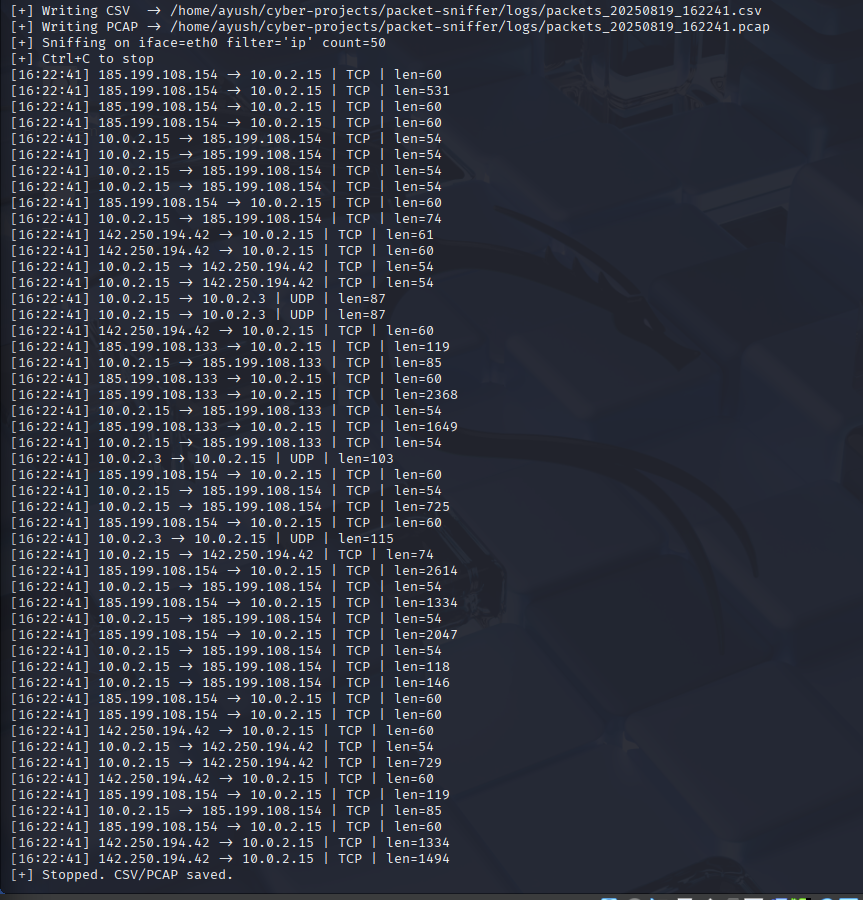 [+] Writing CSV  → /home/ayush/cyber-projects/packet-sniffer/logs/packets_20250819_162241.csv
[+] Writing PCAP → /home/ayush/cyber-projects/packet-sniffer/logs/packets_20250819_162241.pcap
[+] Sniffing on iface=eth0 filter='ip' count=50
[+] Ctrl+C to stop
[16:22:41] 185.199.108.154 → 10.0.2.15 | TCP | len=60
[16:22:41] 185.199.108.154 → 10.0.2.15 | TCP | len=531
[16:22:41] 185.199.108.154 → 10.0.2.15 | TCP | len=60
[16:22:41] 185.199.108.154 → 10.0.2.15 | TCP | len=60
[16:22:41] 10.0.2.15 → 185.199.108.154 | TCP | len=54
[16:22:41] 10.0.2.15 → 185.199.108.154 | TCP | len=54
[16:22:41] 10.0.2.15 → 185.199.108.154 | TCP | len=54
[16:22:41] 10.0.2.15 → 185.199.108.154 | TCP | len=54
[16:22:41] 185.199.108.154 → 10.0.2.15 | TCP | len=60
[16:22:41] 10.0.2.15 → 185.199.108.154 | TCP | len=74
[16:22:41] 142.250.194.42 → 10.0.2.15 | TCP | len=61
[16:22:41] 142.250.194.42 → 10.0.2.15 | TCP | len=60
[16:22:41] 10.0.2.15 → 142.250.194.42 | TCP | len=54
[16:22:41] 10.0.2.15 → 142.250.194.42 | TCP | len=54
[16:22:41] 10.0.2.15 → 10.0.2.3 | UDP | len=87
[16:22:41] 10.0.2.15 → 10.0.2.3 | UDP | len=87
[16:22:41] 142.250.194.42 → 10.0.2.15 | TCP | len=60
[16:22:41] 185.199.108.133 → 10.0.2.15 | TCP | len=119
[16:22:41] 10.0.2.15 → 185.199.108.133 | TCP | len=85
[16:22:41] 185.199.108.133 → 10.0.2.15 | TCP | len=60
[16:22:41] 185.199.108.133 → 10.0.2.15 | TCP | len=2368
[16:22:41] 10.0.2.15 → 185.199.108.133 | TCP | len=54
[16:22:41] 185.199.108.133 → 10.0.2.15 | TCP | len=1649
[16:22:41] 10.0.2.15 → 185.199.108.133 | TCP | len=54
[16:22:41] 10.0.2.3 → 10.0.2.15 | UDP | len=103
[16:22:41] 185.199.108.154 → 10.0.2.15 | TCP | len=60
[16:22:41] 10.0.2.15 → 185.199.108.154 | TCP | len=54
[16:22:41] 10.0.2.15 → 185.199.108.154 | TCP | len=725
[16:22:41] 185.199.108.154 → 10.0.2.15 | TCP | len=60
[16:22:41] 10.0.2.3 → 10.0.2.15 | UDP | len=115
[16:22:41] 10.0.2.15 → 142.250.194.42 | TCP | len=74
[16:22:41] 185.199.108.154 → 10.0.2.15 | TCP | len=2614
[16:22:41] 10.0.2.15 → 185.199.108.154 | TCP | len=54
[16:22:41] 185.199.108.154 → 10.0.2.15 | TCP | len=1334
[16:22:41] 10.0.2.15 → 185.199.108.154 | TCP | len=54
[16:22:41] 185.199.108.154 → 10.0.2.15 | TCP | len=2047
[16:22:41] 10.0.2.15 → 185.199.108.154 | TCP | len=54
[16:22:41] 10.0.2.15 → 185.199.108.154 | TCP | len=118
[16:22:41] 10.0.2.15 → 185.199.108.154 | TCP | len=146
[16:22:41] 185.199.108.154 → 10.0.2.15 | TCP | len=60
[16:22:41] 185.199.108.154 → 10.0.2.15 | TCP | len=60
[16:22:41] 142.250.194.42 → 10.0.2.15 | TCP | len=60
[16:22:41] 10.0.2.15 → 142.250.194.42 | TCP | len=54
[16:22:41] 10.0.2.15 → 142.250.194.42 | TCP | len=729
[16:22:41] 142.250.194.42 → 10.0.2.15 | TCP | len=60
[16:22:41] 185.199.108.154 → 10.0.2.15 | TCP | len=119
[16:22:41] 10.0.2.15 → 185.199.108.154 | TCP | len=85
[16:22:41] 185.199.108.154 → 10.0.2.15 | TCP | len=60
[16:22:41] 142.250.194.42 → 10.0.2.15 | TCP | len=1334
[16:22:41] 142.250.194.42 → 10.0.2.15 | TCP | len=1494
[+] Stopped. CSV/PCAP saved.